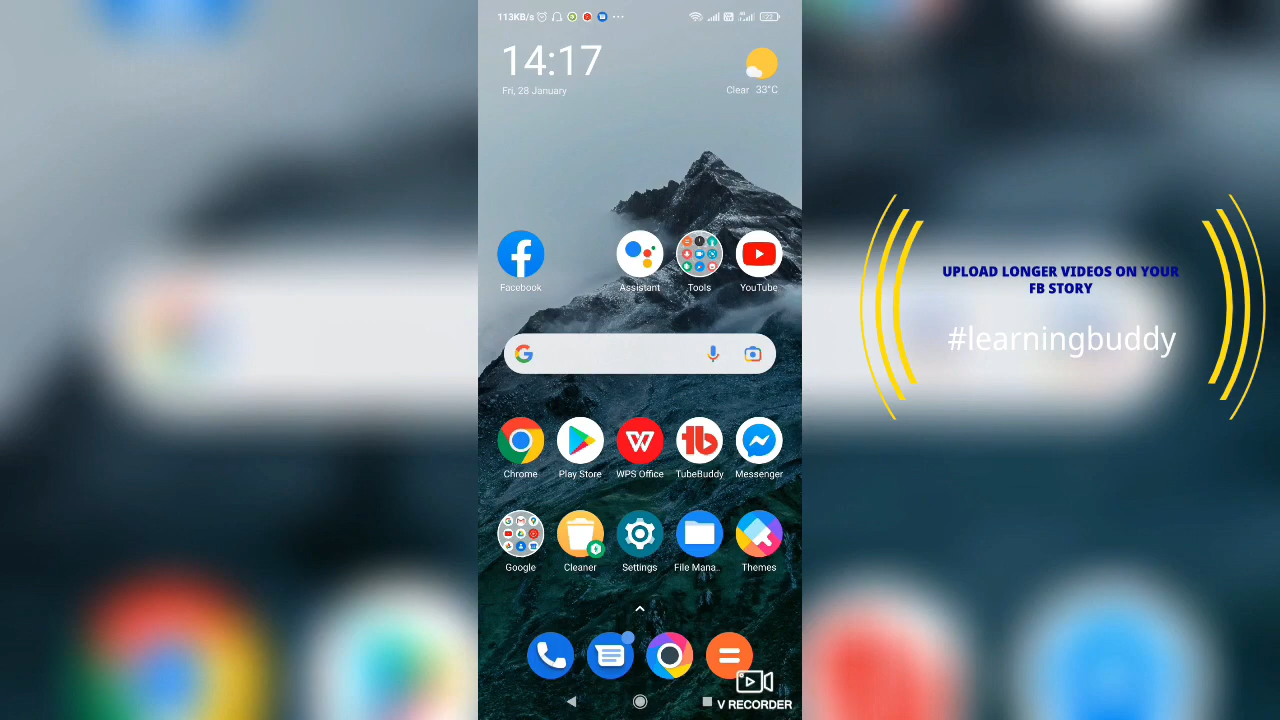 113KB/s
14:17
Fri, 28 January
Clear 33°C
Facebook
Assistant
Tools
YouTube
UPLOAD LONGER VIDEOS ON YOUR
FB STORY
#learningbuddy
Chrome
Play Store
WPS Office
TubeBuddy
Messenger
Google
Cleaner
Settings
File Mana..
Themes
V RECORDER